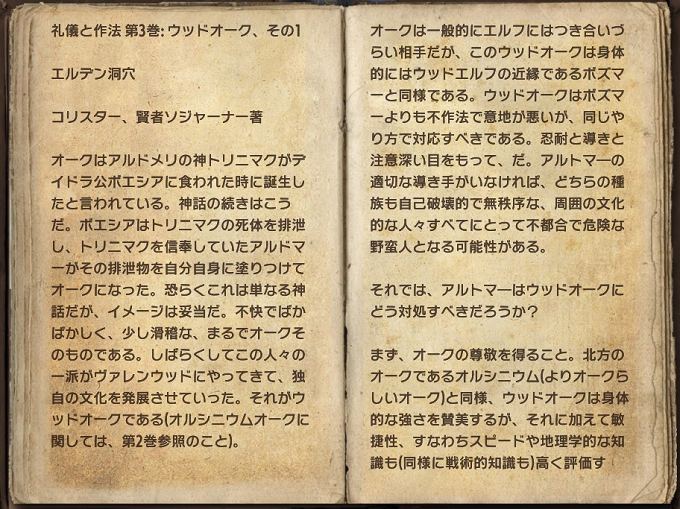 礼儀と作法 第3巻: ウッドオーク、その1
エルデン洞穴
コリスター、賢者ソジャーナー著
オークはアルドメリの神トリニマクがデ
イドラ公ボエシアに食われた時に誕生し
たと言われている。神話の続きはこう
だ。ボエシアはトリニマクの死体を排泄
し、トリニマクを信奉していたアルドマ
ーがその排泄物を自分自身に塗りつけて
オークになった。恐らくこれは単なる神
話だが、イメージは妥当だ。不快でばか
ばかしく、少し滑稽な、まるでオークそ
のものである。しばらくしてこの人々の
一派がヴァレンウッドにやってきて、独
自の文化を発展させていった。それがウ
ッドオークである(オルシニウムオークに
関しては、第2巻参照のこと)。
オークは一般的にエルフにはつき合いづ
らい相手だが、このウッドオークは身体
的にはウッドエルフの近縁であるボズマ
ーと同様である。ウッドオークはボズマ
ーよりも不作法で意地が悪いが、同じや
り方で対応すべきである。忍耐と導きと
注意深い目をもって、だ。アルトマーの
適切な導き手がいなければ、どちらの種
族も自己破壊的で無秩序な、周囲の文化
的な人々すべてにとって不都合で危険な
野蛮人となる可能性がある。
それでは、アルトマーはウッドオークに
どう対処すべきだろうか?
まず、オークの尊敬を得ること。北方の
オークであるオルシニウム(よりオークら
しいオーク)と同様、ウッドオークは身体
的な強さを賛美するが、それに加えて敏
捷性、すなわちスピードや地理学的な知
識も(同様に戦術的知識も)高く評価す